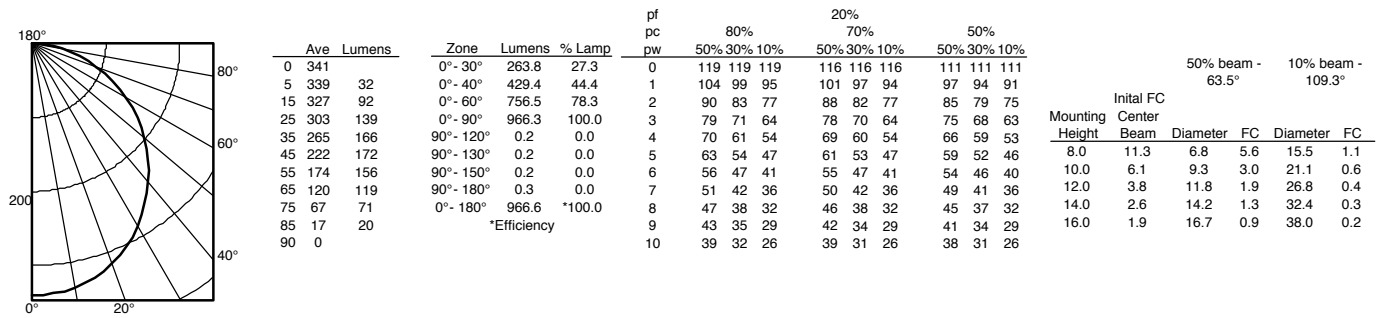 180°
80°
60°
200
40°
0° 20°
Ave Lumens
0 341
5 339 32
15 327 92
25 303 139
35 265 166
45 222 172
55 174 156
65 120 119
75 67 71
85 17 20
90 0
Zone Lumens % Lamp
0°- 30° 263.8 27.3
0°- 40° 429.4 44.4
0°- 60° 756.5 78.3
0°- 90° 966.3 100.0
90°- 120° 0.2 0.0
90°- 130° 0.2 0.0
90°- 150° 0.2 0.0
90°- 180° 0.3 0.0
0°- 180° 966.6 *100.0
*Efficiency
pf 20%
pc 80% 70% 50%
pw 50% 30% 10% 50% 30% 10% 50% 30% 10%
0 119 119 119 116 116 116 111 111 111
1 104 99 95 101 97 94 97 94 91
2 90 83 77 88 82 77 85 79 75
3 79 71 64 78 70 64 75 68 63
4 70 61 54 69 60 54 66 59 53
5 63 54 47 61 53 47 59 52 46
6 56 47 41 55 47 41 54 46 40
7 51 42 36 50 42 36 49 41 36
8 47 38 32 46 38 32 45 37 32
9 43 35 29 42 34 29 41 34 29
10 39 32 26 39 31 26 38 31 26
50% beam - 10% beam -
63.5° 109.3°
Inital FC
Mounting Center
Height Beam Diameter FC Diameter FC
8.0 11.3 6.8 5.6 15.5 1.1
10.0 6.1 9.3 3.0 21.1 0.6
12.0 3.8 11.8 1.9 26.8 0.4
14.0 2.6 14.2 1.3 32.4 0.3
16.0 1.9 16.7 0.9 38.0 0.2